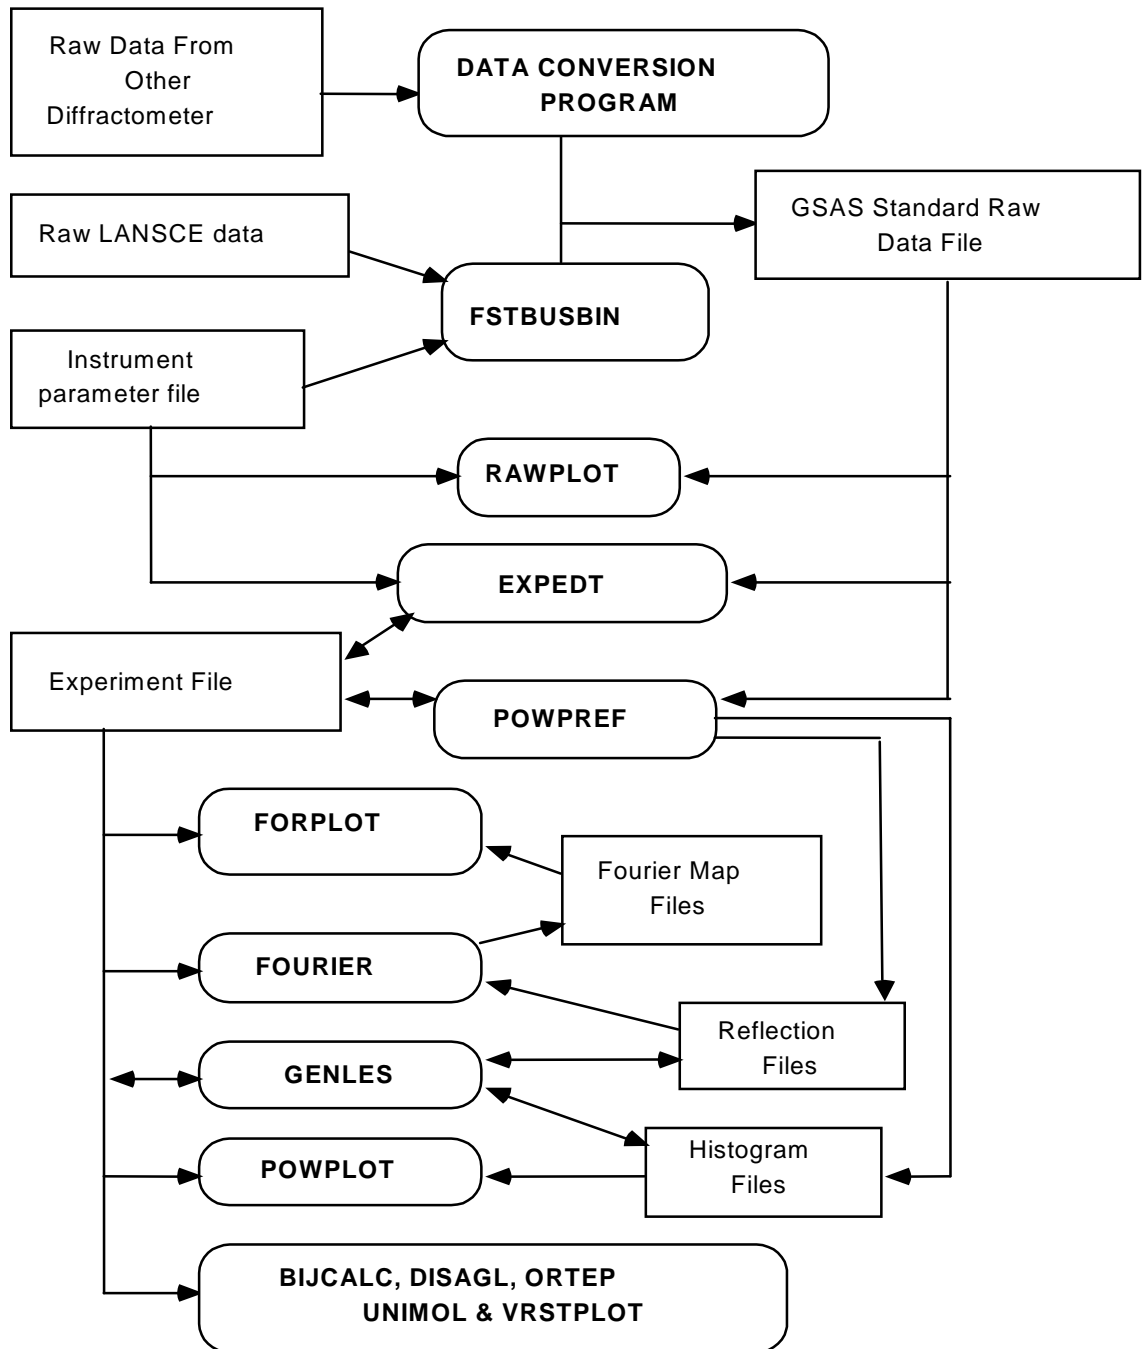 Raw Data From
Other
Diffractometer
DATA CONVERSION
PROGRAM
Raw LANSCE data
GSAS Standard Raw
Data File
FSTBUSBIN
Instrument
parameter file
RAWPLOT
EXPEDT
Experiment File
POWPREF
FORPLOT
Fourier Map
Files
FOURIER
Reflection
Files
GENLES
Histogram
Files
POWPLOT
BIJCALC, DISAGL, ORTEP
UNIMOL & VRSTPLOT